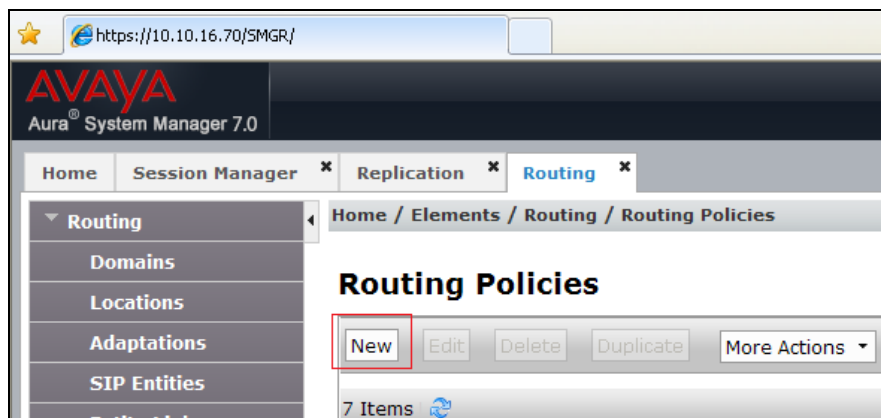 https://10.10.16.70/SMGR/
AVAYA
Aura® System Manager 7.0
Home Session Manager × Replication × Routing ×
Routing
Home / Elements / Routing / Routing Policies
Domains
Routing Policies
Locations
Adaptations
New Edit Delete Duplicate More Actions
SIP Entities
7 Items